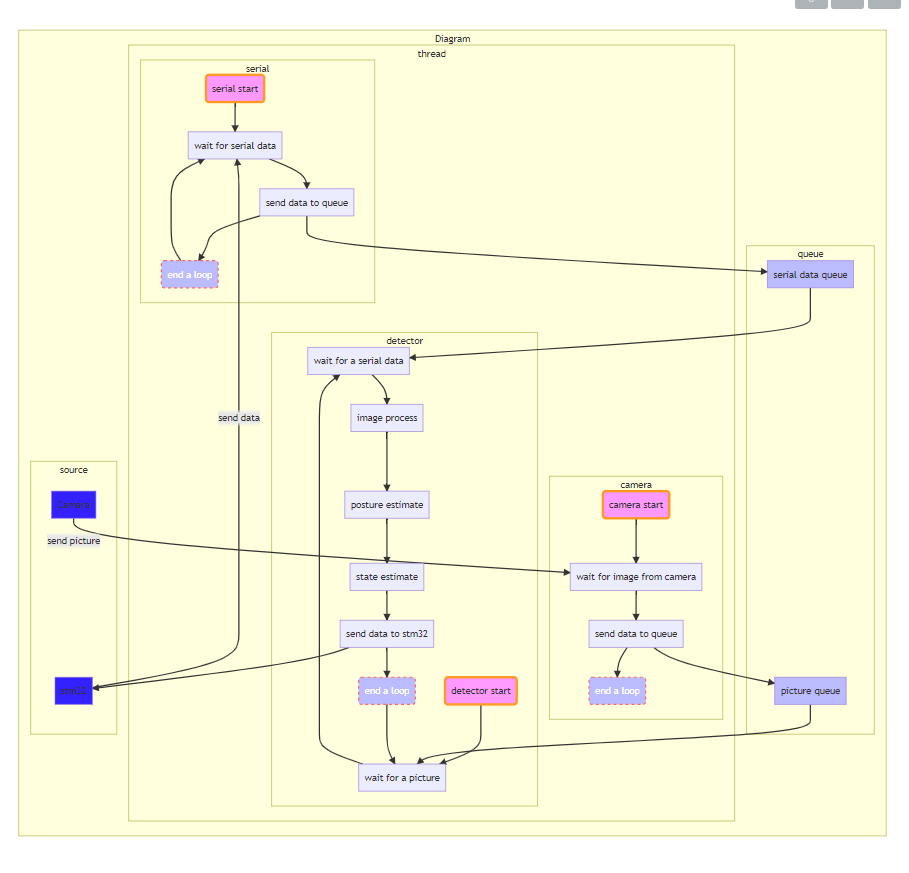 Diagram
thread
serial
serial start
wait for serial data
send data to queue
end a loop
queue
serial data queue
detector
wait for a serial data
image process
send data
source
Camera
camera
camera start
posture estimate
send picture
state estimate
wait for image from camera
send data to stm32
send data to queue
stm32
end a loop
detector start
end a loop
picture queue
wait for a picture